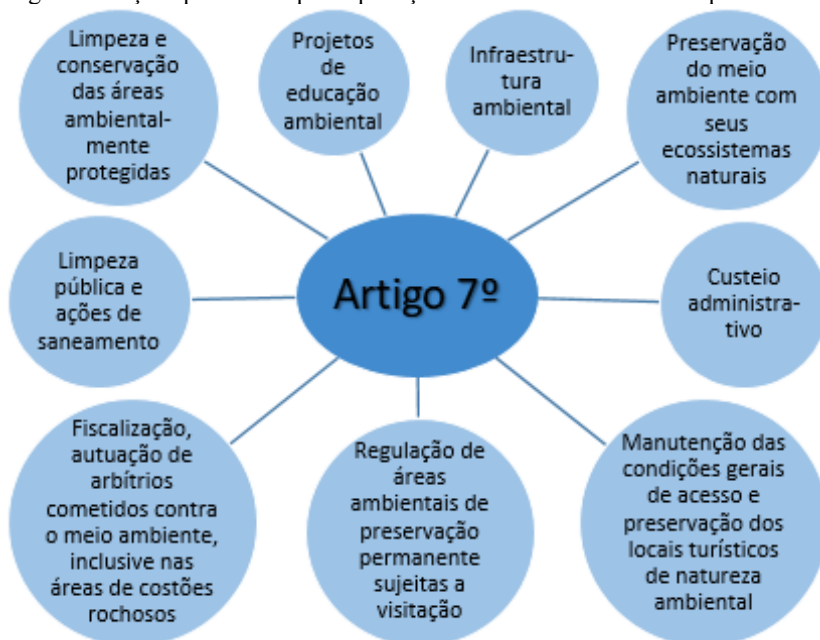 Limpeza e
conservação
das áreas
ambiental-
mente
protegidas
Projetos
de
educação
ambiental
Infraestru-
tura
ambiental
Preservação
do meio
ambiente com
seus
ecossistemas
naturais
Limpeza
pública e
ações de
saneamento
Artigo 7º
Custeio
administra-
tivo
Fiscalização,
autuação de
arbítrios
cometidos contra
o meio ambiente,
inclusive nas
áreas de costões
rochosos
Regulação de
áreas
ambientais de
preservação
permanente
sujeitas a
visitação
Manutenção das
condições gerais
de acesso e
preservação dos
locais turísticos
de natureza
ambiental